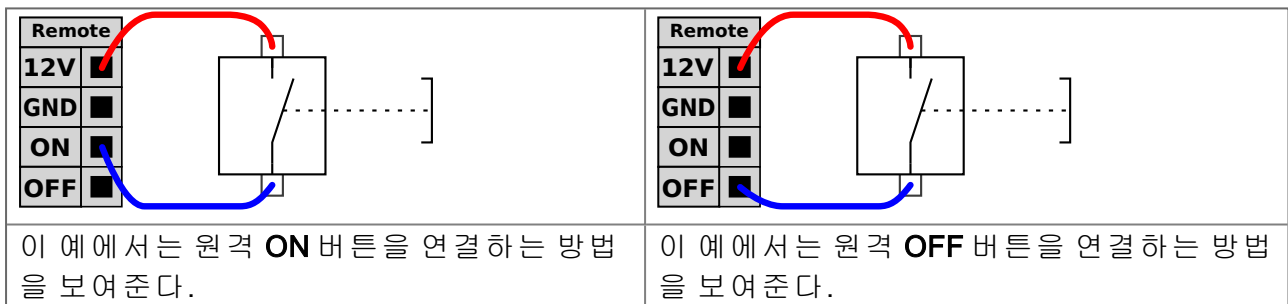 Remote
12V
GND
ON
OFF
이 예에서는 원격 ON 버튼을 연결하는 방법
을 보여준다.
Remote
12V
GND
ON
OFF
이 예에서는 원격 OFF 버튼을 연결하는 방법
을 보여준다.